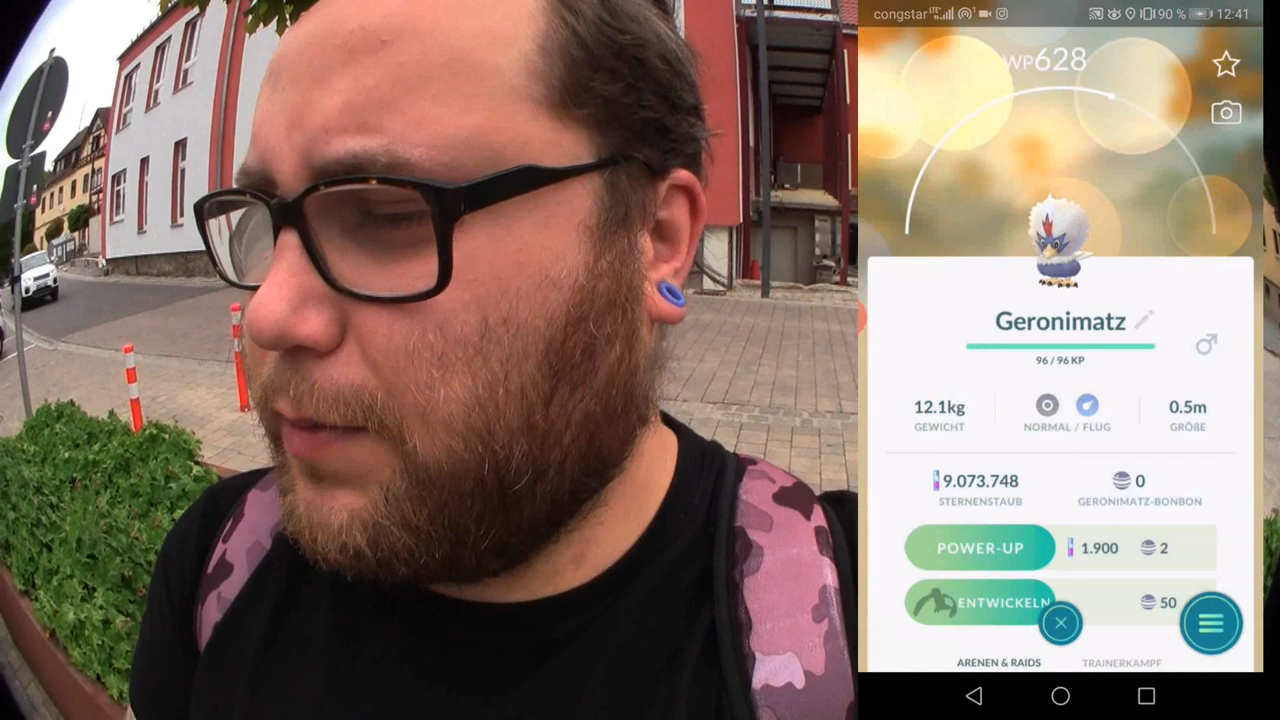 congstar LTE 90 % 12:41
WP628
Geronimatz
96 / 96 KP
12.1kg 0.5m
GEWICHT NORMAL / FLUG GRÖßE
9.073.748 0
STERNENSTAUB GERONIMATZ-BONBON
POWER-UP 1.900 2
ENTWICKELN 50
ARENEN & RAIDS TRAINERKAMPF